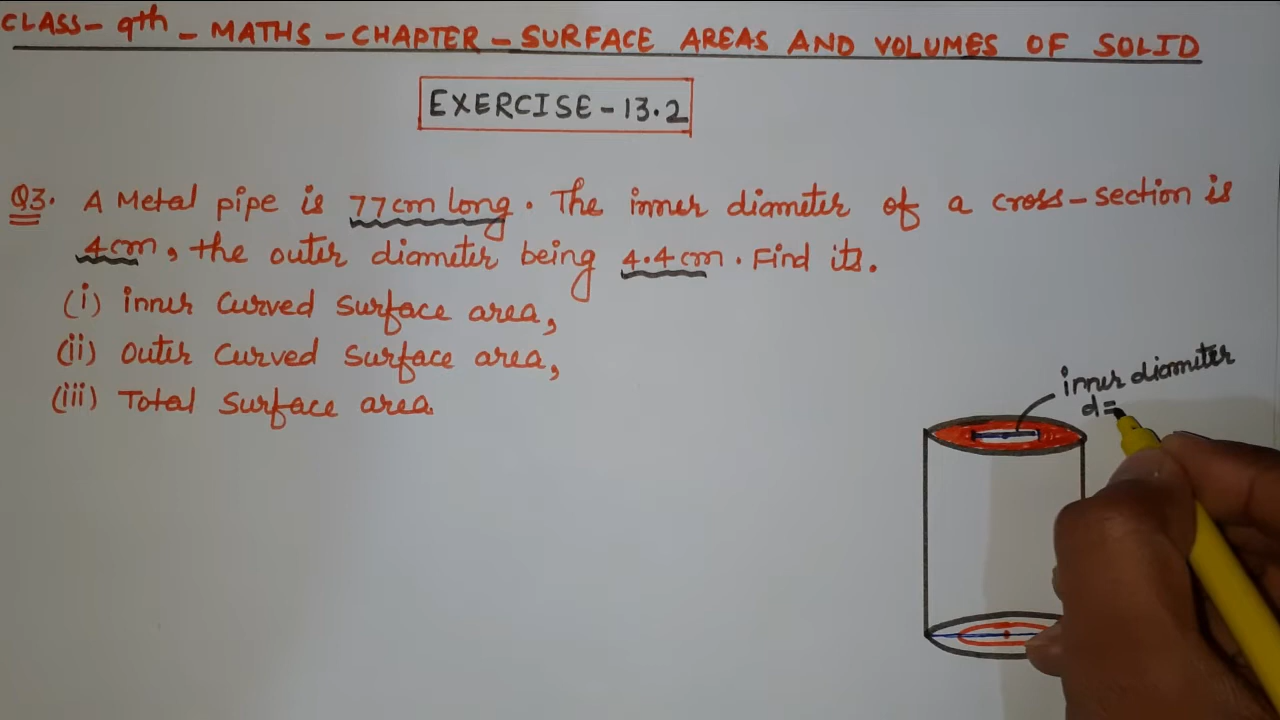 CLASS- 9th - MATHS - CHAPTER - SURFACE AREAS AND VOLUMES OF SOLID
EXERCISE - 13.2
Q3. A Metal pipe is 77cm long. The inner diameter of a cross-section is
4cm, the outer diameter being 4.4cm. Find its.
(i) inner Curved Surface area,
(ii) Outer Curved Surface area,
(iii) Total Surface area
inner diameter
d=